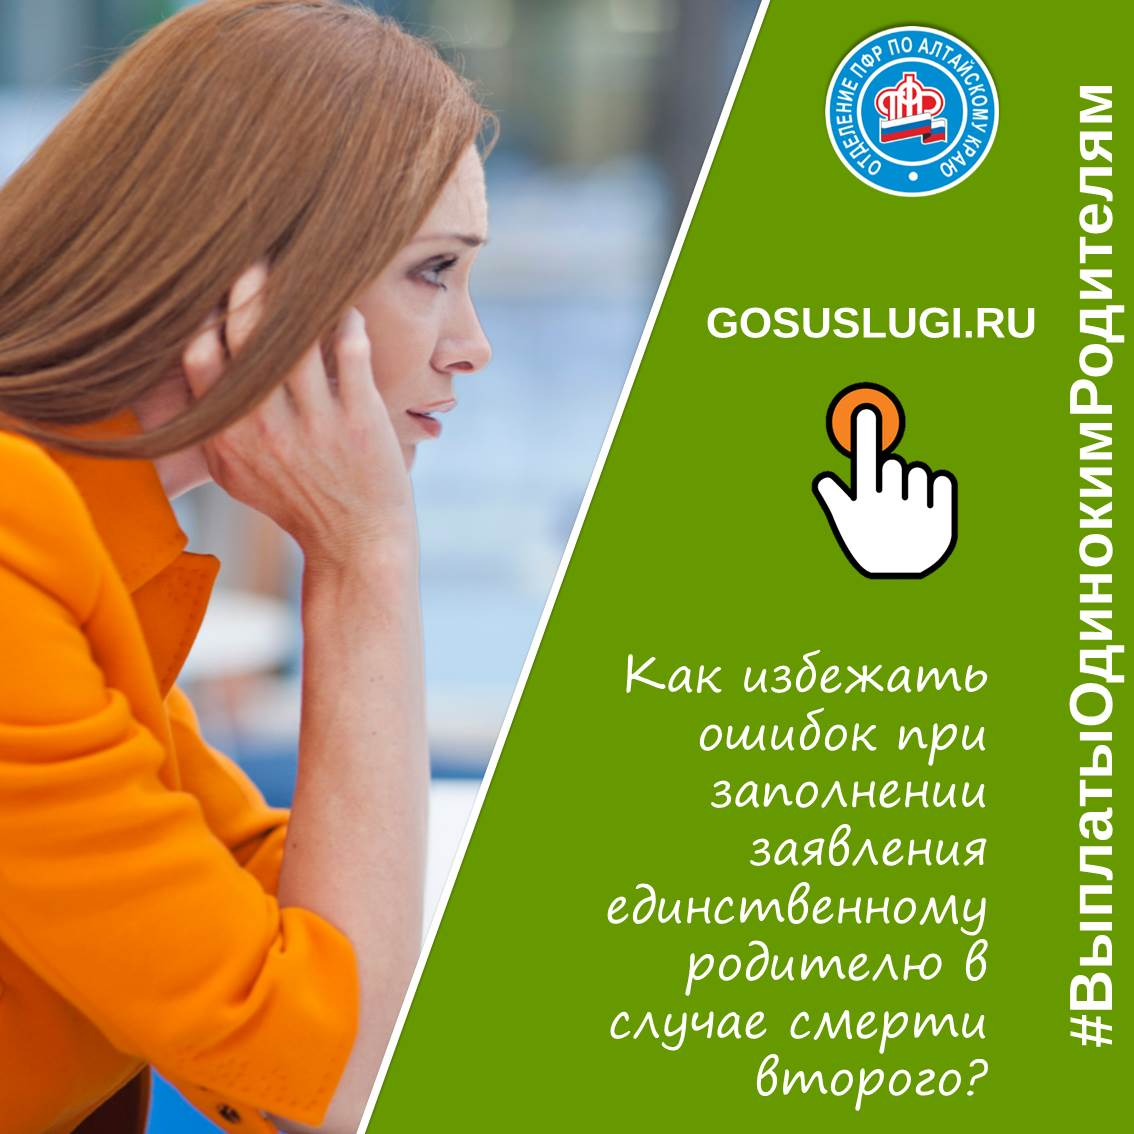 ОТДЕЛЕНИЕ ПФР ПО АЛТАЙСКОМУ КРАЮ
GOSUSLUGI.RU
Как избежать
ошибок при
заполнении
заявления
единственному
родителю в
случае смерти
второго?
#ВыплатыОдинокимРодителям